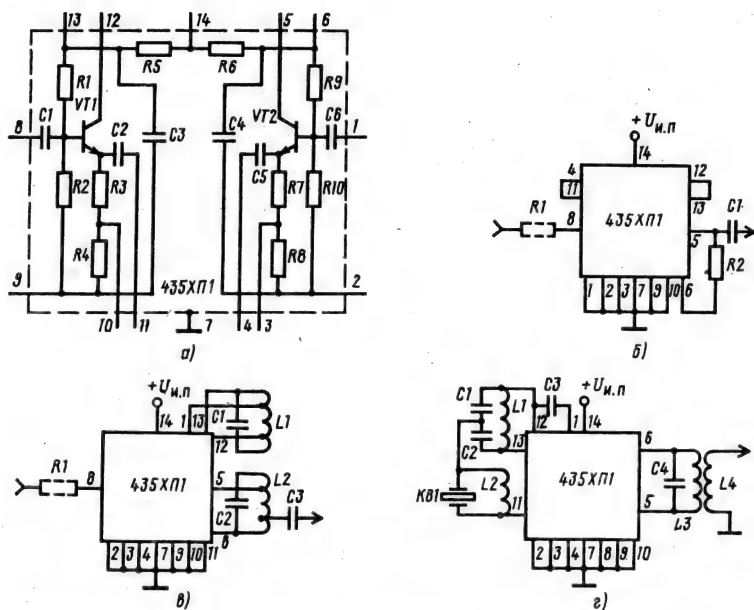 13 12 14 5 6
R5 R6
R1 R9
VT1 VT2
C1 C2 C3 C4 C6
8 1
C5
R2 R3 R7 R10
R4 R8
435ХП1
9 2
10 11 7 4 3
а)
+Uи.п
14
4 12
11 13
R1 8 435ХП1 5 C1
R2
1 2 3 7 9 10 6
б)
+Uи.п
14 1 13
C1 L1
12
R1 8 435ХП1 5 L2
C2 C3
6
2 3 4 7 9 10 11
в)
C1 L1 C3 +Uи.п
12 1 14
C2 13 6
КВ1 L2 11 435ХП1 C4 L4
5 L3
2 3 4 7 8 9 10
г)